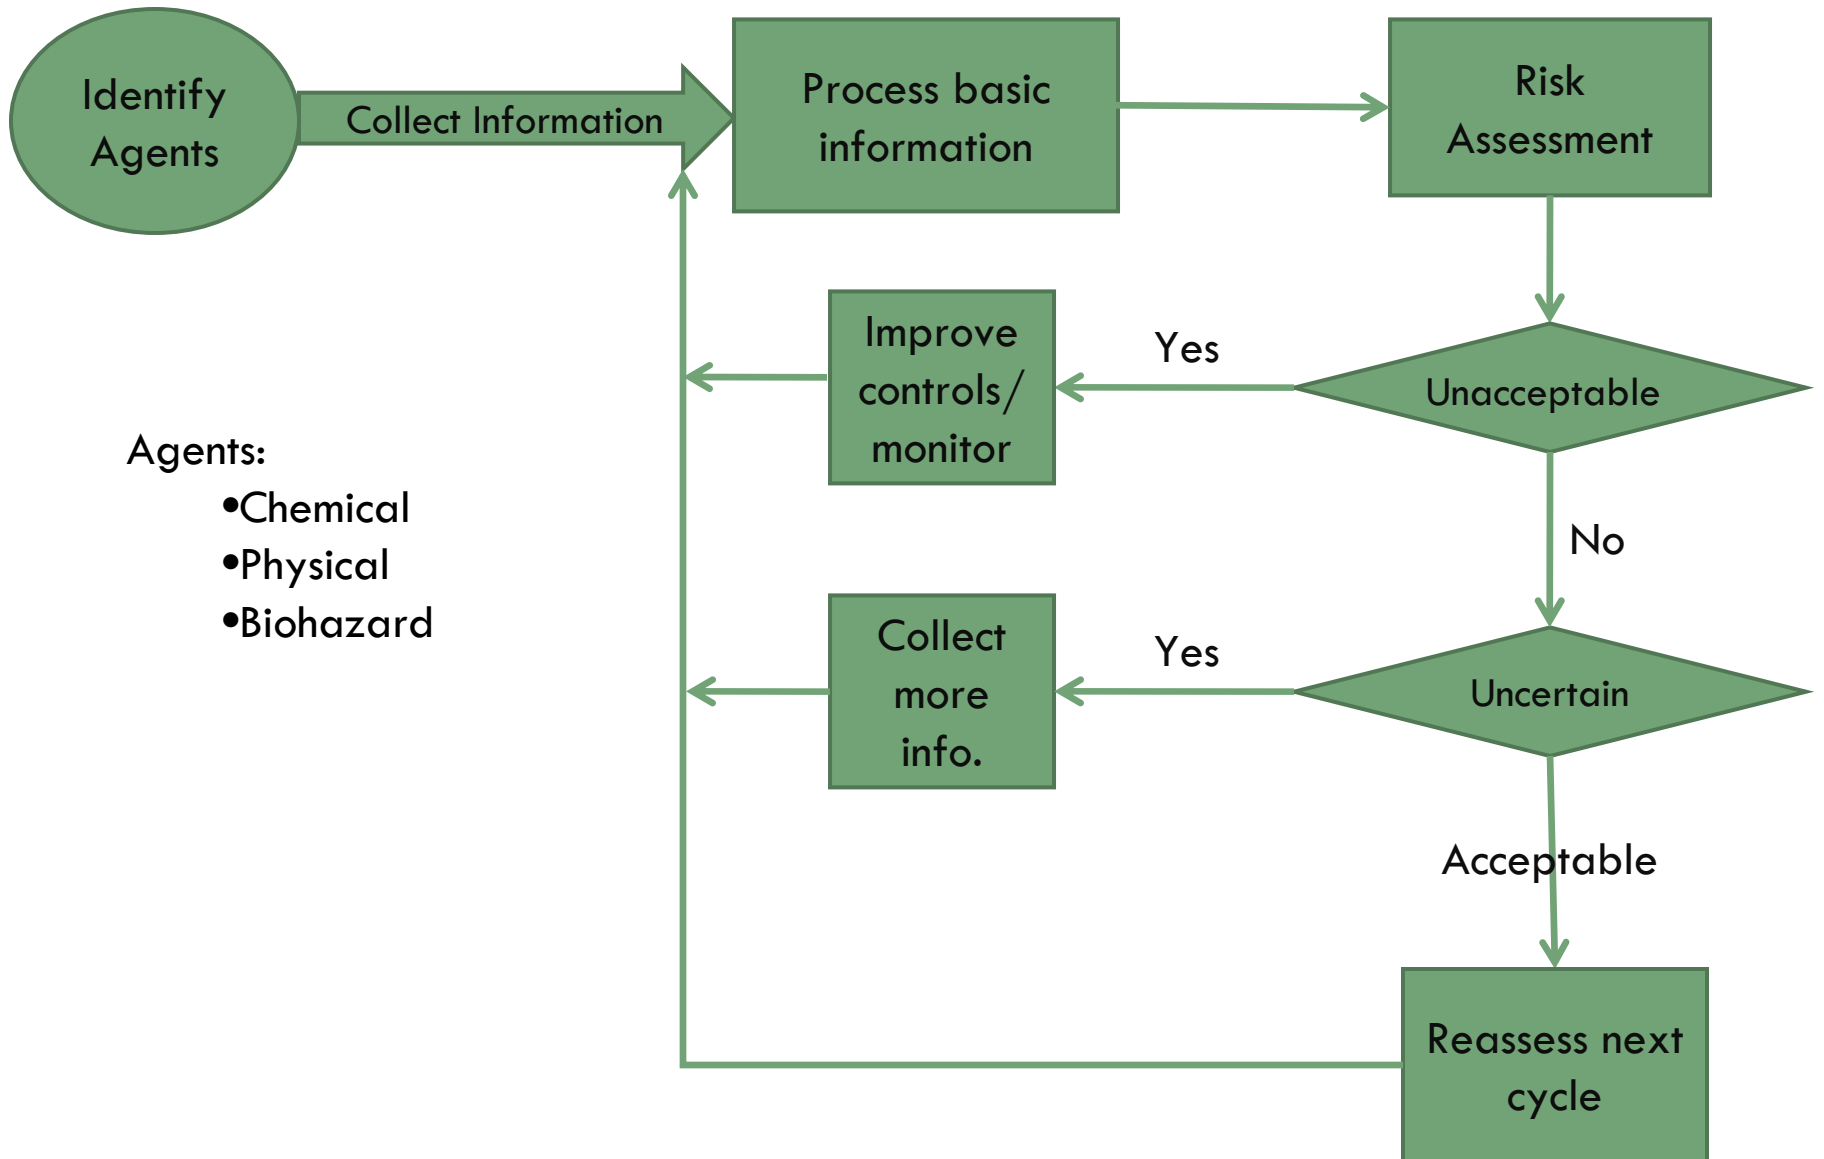 Identify
Agents
Collect Information
Process basic
information
Risk
Assessment
Improve
controls/
monitor
Yes
Unacceptable
Agents:
•Chemical
•Physical
•Biohazard
No
Collect
more
info.
Yes
Uncertain
Acceptable
Reassess next
cycle